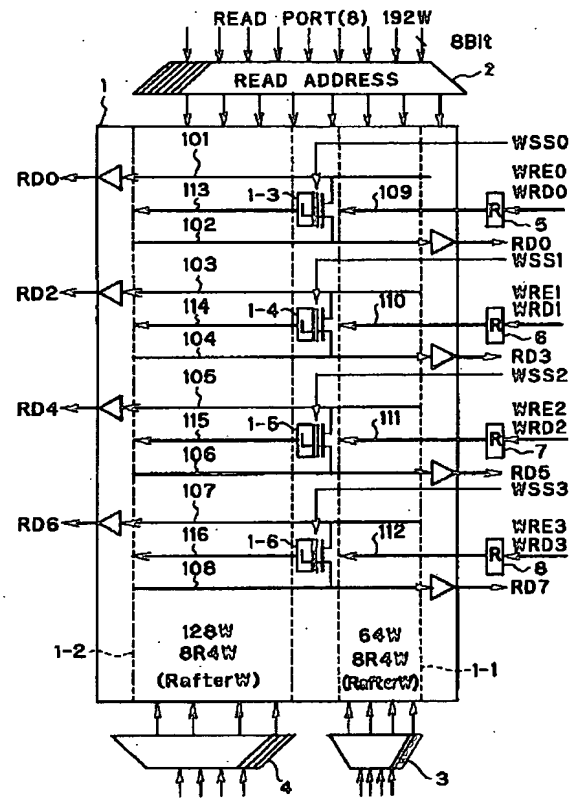 READ PORT(8) 192W
8Bit
READ ADDRESS
2
1
101
WSS0
RD0
WRE0
113
1-3
109
WRD0
R
5
102
L
RD0
103
WSS1
RD2
WRE1
114
1-4
110
WRD1
R
6
104
L
RD3
105
WSS2
RD4
WRE2
115
1-5
111
WRD2
R
7
106
L
RD5
107
WSS3
RD6
WRE3
116
1-6
112
WRD3
R
8
108
L
RD7
128W
64W
1-2
8R4W
8R4W
1-1
(RafterW)
(RafterW)
4
3